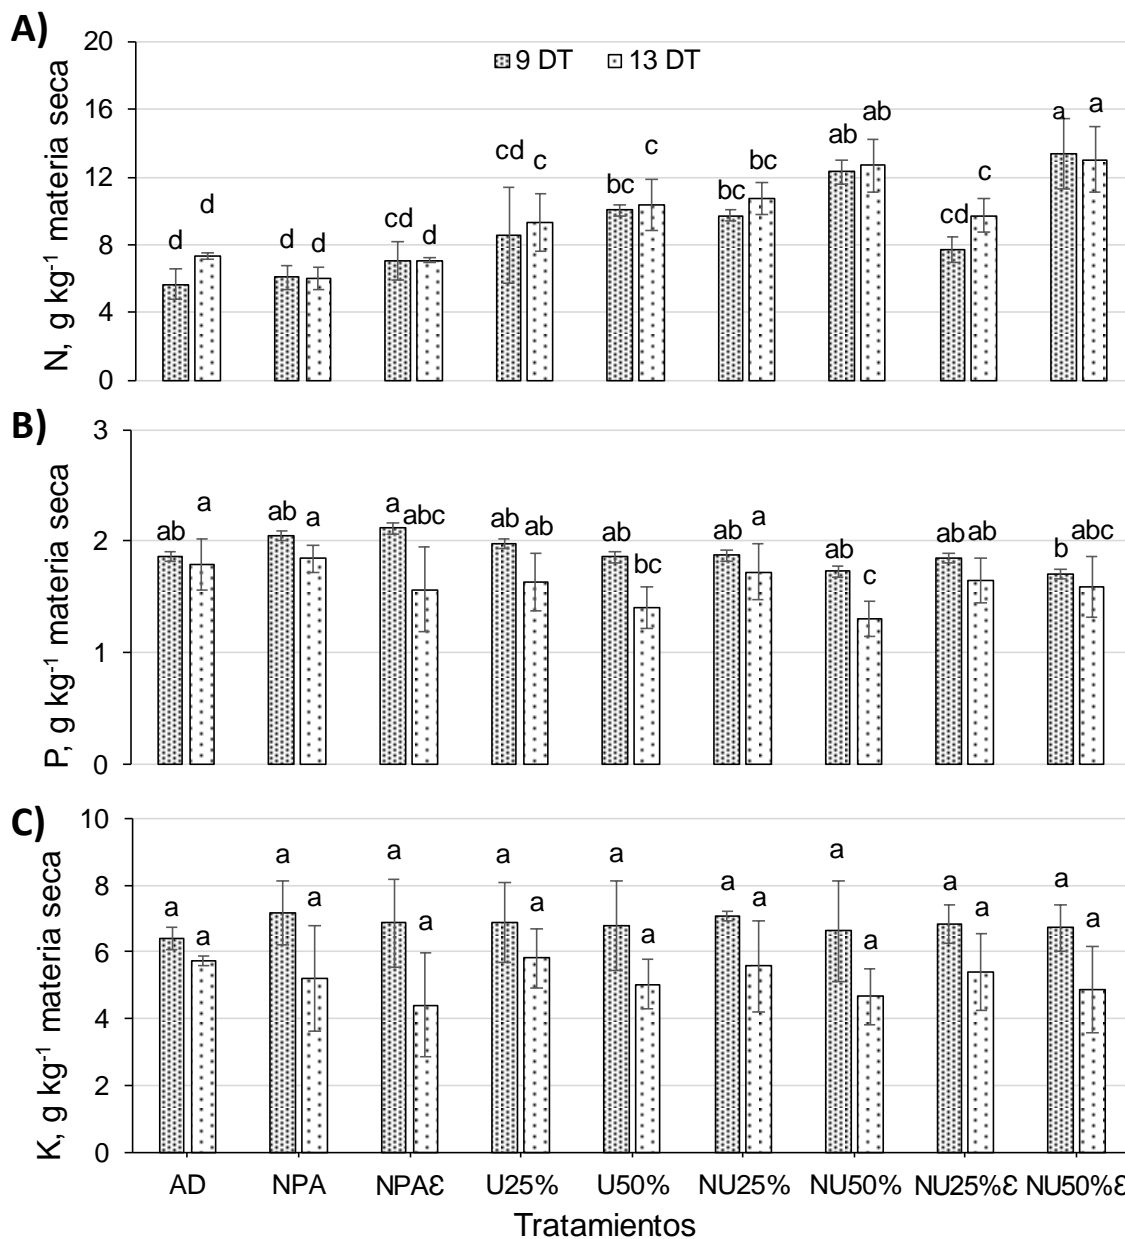 A)
N, g kg⁻¹ materia seca
9 DT 13 DT
20
16
12
8
4
0
d d d d cd d cd c bc c bc bc ab ab cd c a a
B)
P, g kg⁻¹ materia seca
3
2
1
0
ab a ab a a abc ab ab ab bc ab a ab c ab ab b abc
C)
K, g kg⁻¹ materia seca
10
8
6
4
2
0
a a a a a a a a a a a a a a a a a a
AD NPA NPAƐ U25% U50% NU25% NU50% NU25%Ɛ NU50%Ɛ
Tratamientos